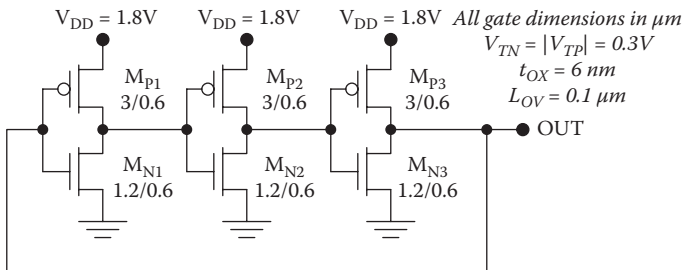 V_DD = 1.8V V_DD = 1.8V V_DD = 1.8V All gate dimensions in μm
V_TN = |V_TP| = 0.3V
t_OX = 6 nm
L_OV = 0.1 μm
M_P1 M_P2 M_P3
3/0.6 3/0.6 3/0.6
OUT
M_N1 M_N2 M_N3
1.2/0.6 1.2/0.6 1.2/0.6